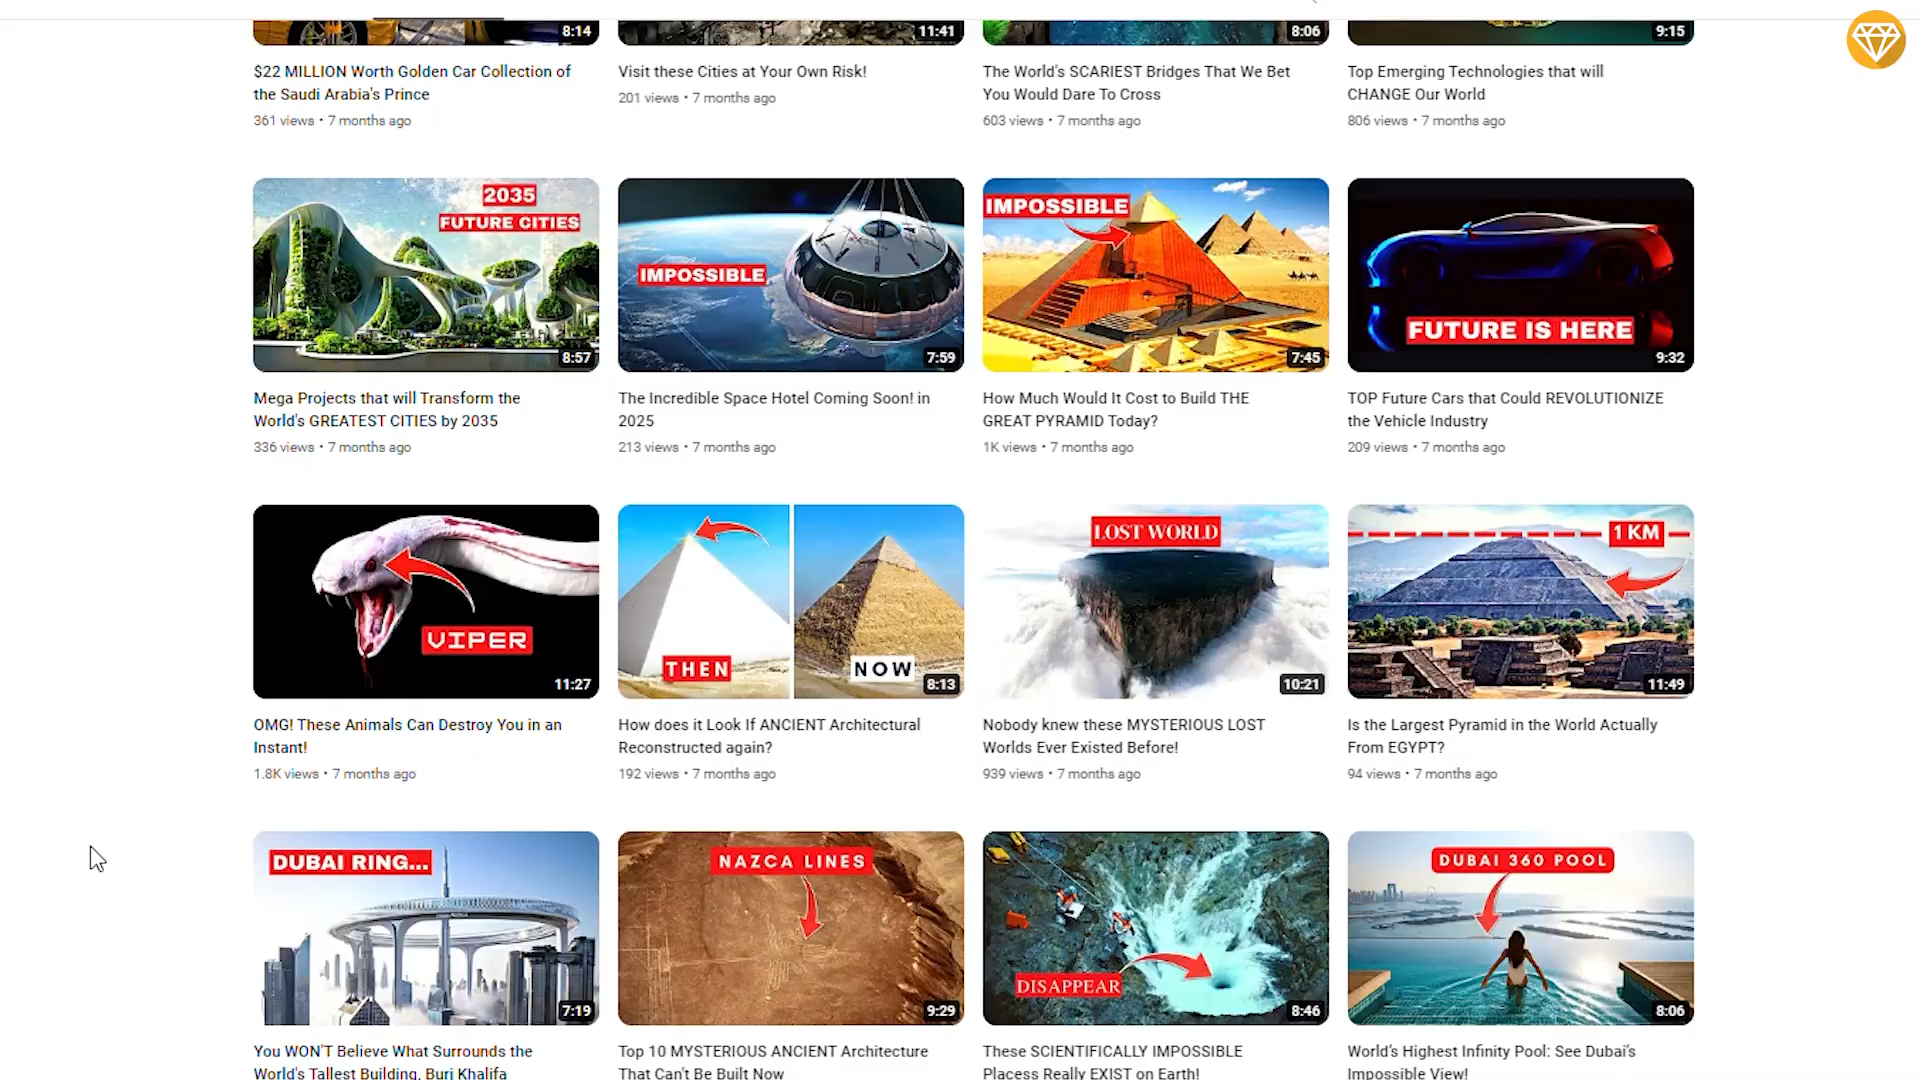 8:14
11:41
8:06
9:15
$22 MILLION Worth Golden Car Collection of
the Saudi Arabia's Prince
361 views • 7 months ago
Visit these Cities at Your Own Risk!
201 views • 7 months ago
The World's SCARIEST Bridges That We Bet
You Would Dare To Cross
603 views • 7 months ago
Top Emerging Technologies that will
CHANGE Our World
806 views • 7 months ago
2035
FUTURE CITIES
8:57
IMPOSSIBLE
7:59
IMPOSSIBLE
7:45
FUTURE IS HERE
9:32
Mega Projects that will Transform the
World's GREATEST CITIES by 2035
336 views • 7 months ago
The Incredible Space Hotel Coming Soon! in
2025
213 views • 7 months ago
How Much Would It Cost to Build THE
GREAT PYRAMID Today?
1K views • 7 months ago
TOP Future Cars that Could REVOLUTIONIZE
the Vehicle Industry
209 views • 7 months ago
VIPER
11:27
THEN
NOW
8:13
LOST WORLD
10:21
1 KM
11:49
OMG! These Animals Can Destroy You in an
Instant!
1.8K views • 7 months ago
How does it Look If ANCIENT Architectural
Reconstructed again?
192 views • 7 months ago
Nobody knew these MYSTERIOUS LOST
Worlds Ever Existed Before!
939 views • 7 months ago
Is the Largest Pyramid in the World Actually
From EGYPT?
94 views • 7 months ago
DUBAI RING...
7:19
NAZCA LINES
9:29
DISAPPEAR
8:46
DUBAI 360 POOL
8:06
You WON'T Believe What Surrounds the
World's Tallest Building, Burj Khalifa
Top 10 MYSTERIOUS ANCIENT Architecture
That Can't Be Built Now
These SCIENTIFICALLY IMPOSSIBLE
Placess Really EXIST on Earth!
World's Highest Infinity Pool: See Dubai's
Impossible View!